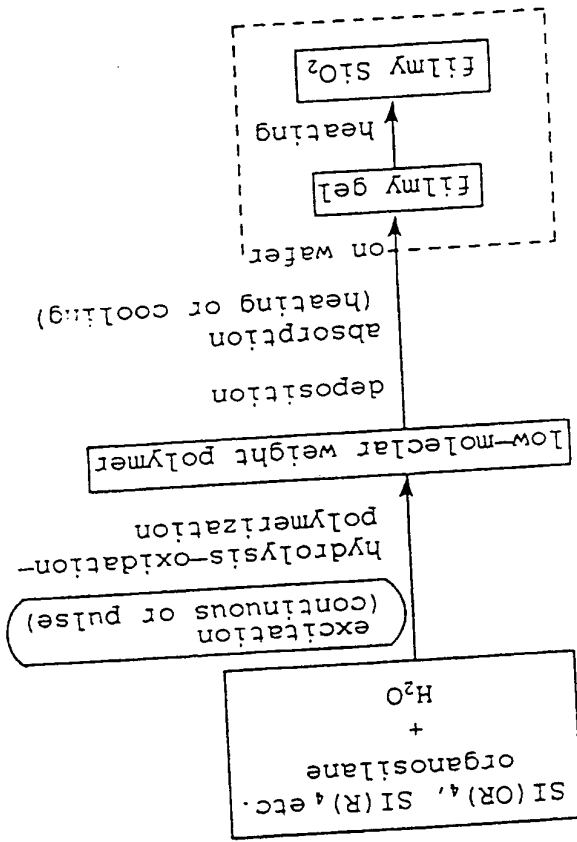 SI(OR)₄, SI(R)₄ etc.
organosilane
+
H₂O
excitation
(continuous or pulse)
hydrolysis-oxidation-
polymerization
low-moleclar weight polymer
deposition
absorption
(heating or cooling)
on wafer
filmy gel
heating
filmy SiO₂